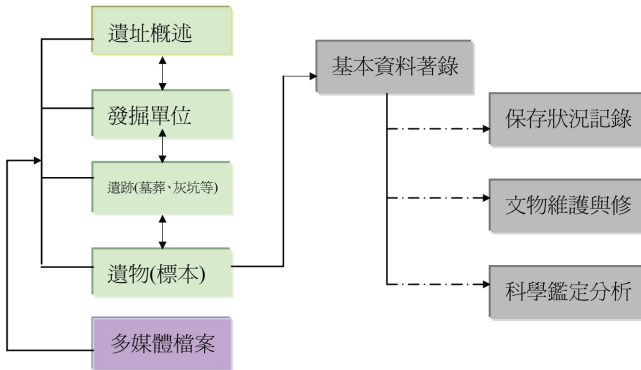 遺址概述
發掘單位
遺跡(墓葬、灰坑等)
遺物(標本)
多媒體檔案
基本資料著錄
保存狀況記錄
文物維護與修
科學鑑定分析